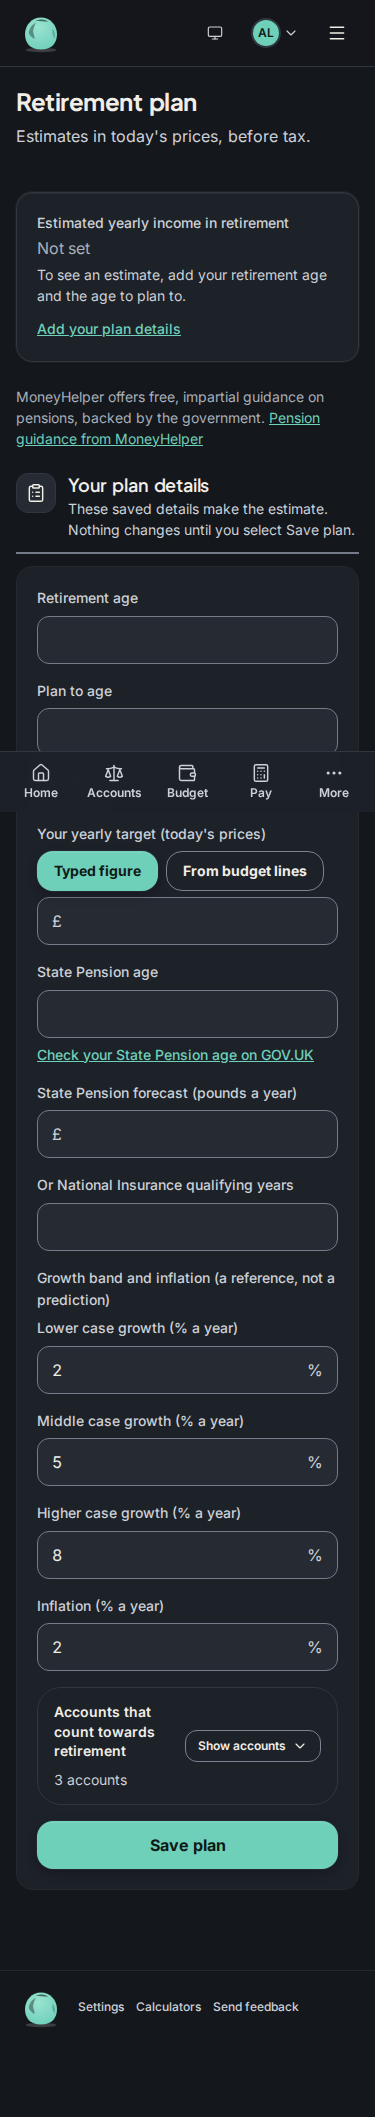 AL
Retirement plan
Estimates in today's prices, before tax.
Estimated yearly income in retirement
Not set
To see an estimate, add your retirement age
and the age to plan to.
Add your plan details
MoneyHelper offers free, impartial guidance on
pensions, backed by the government. Pension
guidance from MoneyHelper
Your plan details
These saved details make the estimate.
Nothing changes until you select Save plan.
Retirement age
Plan to age
Home Accounts Budget Pay More
Your yearly target (today's prices)
Typed figure From budget lines
£
State Pension age
Check your State Pension age on GOV.UK
State Pension forecast (pounds a year)
£
Or National Insurance qualifying years
Growth band and inflation (a reference, not a
prediction)
Lower case growth (% a year)
2 %
Middle case growth (% a year)
5 %
Higher case growth (% a year)
8 %
Inflation (% a year)
2 %
Accounts that
count towards
retirement
Show accounts
3 accounts
Save plan
Settings Calculators Send feedback